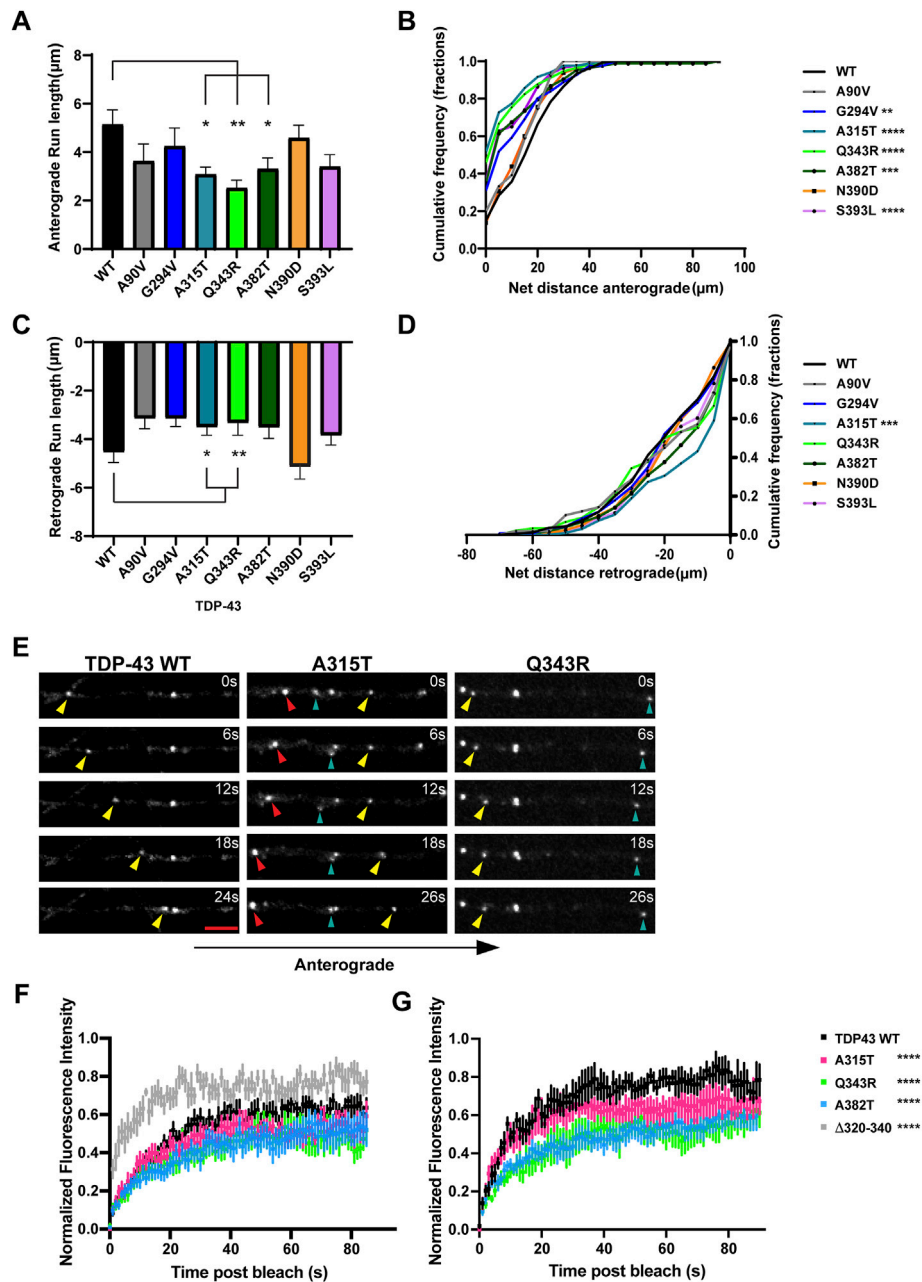 A
Anterograde Run length(µm)
8
6
4
2
0
* ** *
WT A90V G294V A315T Q343R A382T N390D S393L
B
Cumulative frequency (fractions)
1.0
0.8
0.6
0.4
0.2
0.0
0 20 40 60 80 100
Net distance anterograde(µm)
WT
A90V
G294V **
A315T ****
Q343R ****
A382T ***
N390D
S393L ****
C
Retrograde Run length(µm)
0
-2
-4
-6
-8
* **
WT A90V G294V A315T Q343R A382T N390D S393L
TDP-43
D
Cumulative frequency (fractions)
1.0
0.8
0.6
0.4
0.2
0.0
-80 -60 -40 -20 0
Net distance retrograde(µm)
WT
A90V
G294V
A315T ***
Q343R
A382T
N390D
S393L
E
TDP-43 WT A315T Q343R
0s 0s 0s
6s 6s 6s
12s 12s 12s
18s 18s 18s
24s 26s 26s
Anterograde
F
Normalized Fluorescence Intensity
1.0
0.8
0.6
0.4
0.2
0.0
0 20 40 60 80
Time post bleach (s)
G
Normalized Fluorescence Intensity
1.0
0.8
0.6
0.4
0.2
0.0
0 20 40 60 80
Time post bleach (s)
TDP43 WT
A315T ****
Q343R ****
A382T ****
Δ320-340 ****